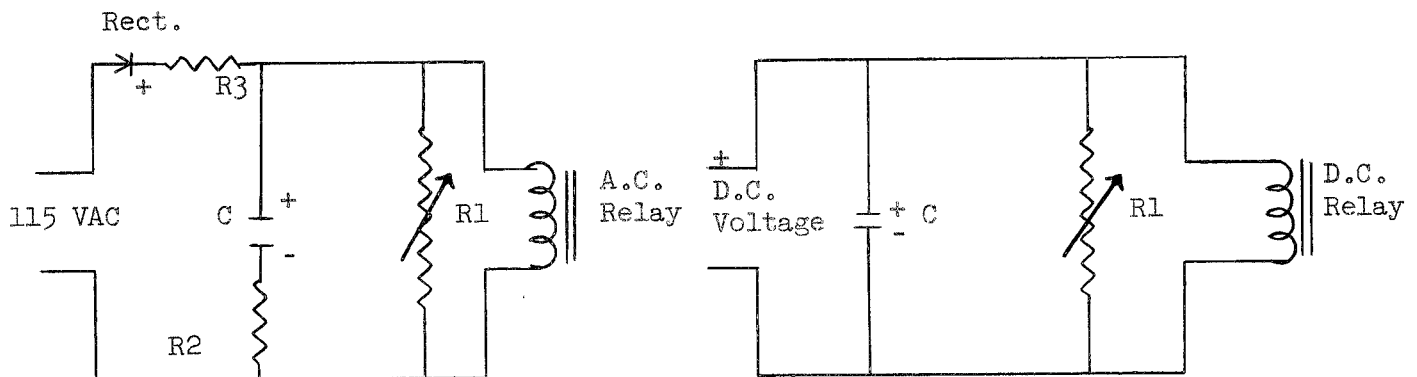 Rect.
+
R3
115 VAC
C
+
-
R2
R1
A.C.
Relay
+
D.C.
Voltage
+
-
C
R1
D.C.
Relay